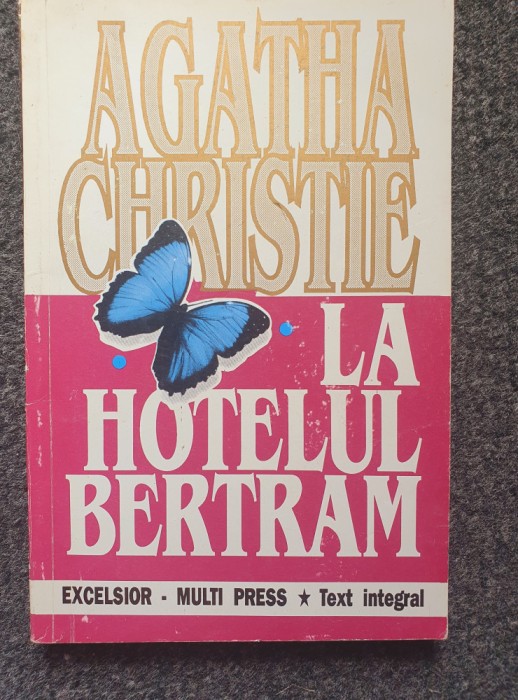 AGATHA
CHRISTIE
LA
HOTELUL
BERTRAM
EXCELSIOR - MULTI PRESS ★ Text integral